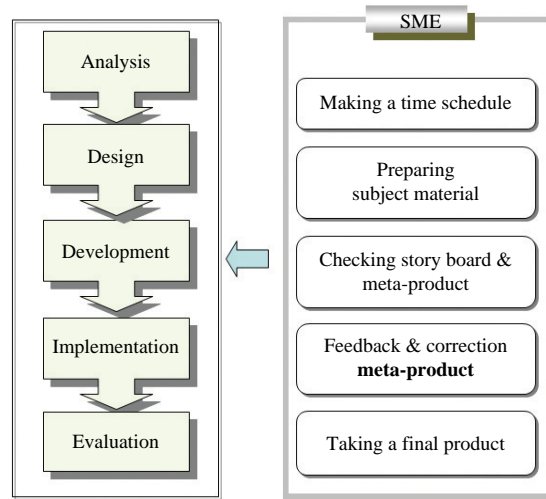 Analysis
Design
Development
Implementation
Evaluation
SME
Making a time schedule
Preparing
subject material
Checking story board &
meta-product
Feedback & correction
meta-product
Taking a final product